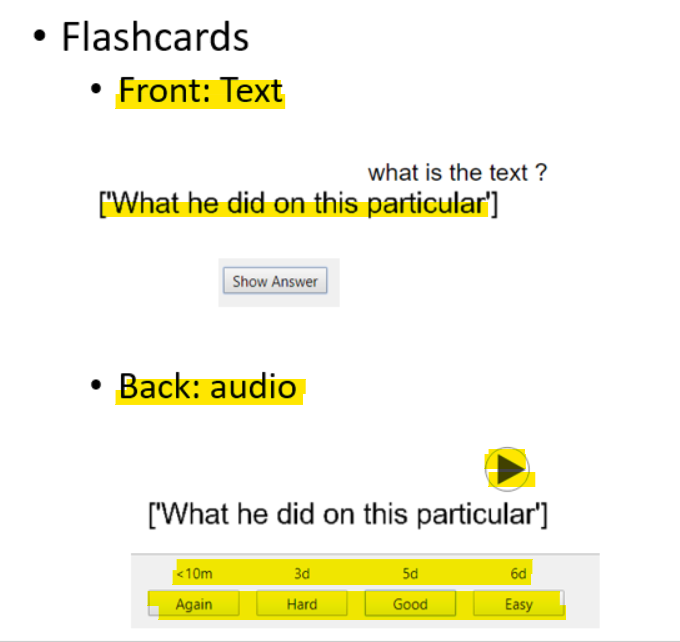 • Flashcards
• Front: Text
what is the text ?
['What he did on this particular']
Show Answer
• Back: audio
['What he did on this particular']
<10m 3d 5d 6d
Again Hard Good Easy